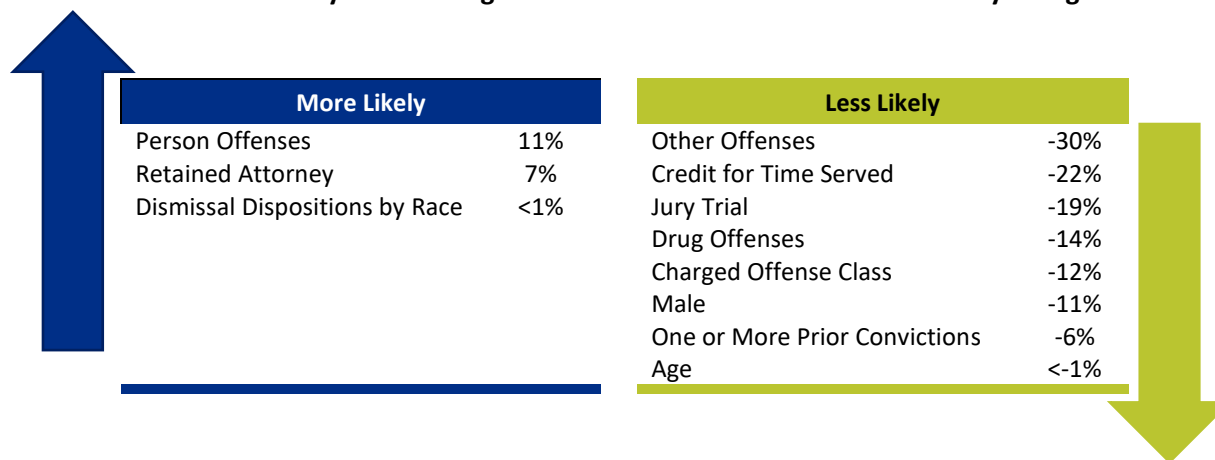 More Likely
Person Offenses 11%
Retained Attorney 7%
Dismissal Dispositions by Race <1%
Less Likely
Other Offenses -30%
Credit for Time Served -22%
Jury Trial -19%
Drug Offenses -14%
Charged Offense Class -12%
Male -11%
One or More Prior Convictions -6%
Age <-1%